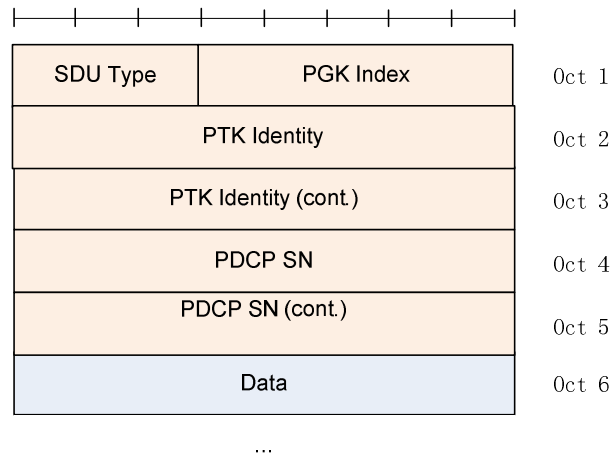 SDU Type PGK Index Oct 1
PTK Identity Oct 2
PTK Identity (cont.) Oct 3
PDCP SN Oct 4
PDCP SN (cont.) Oct 5
Data Oct 6
...